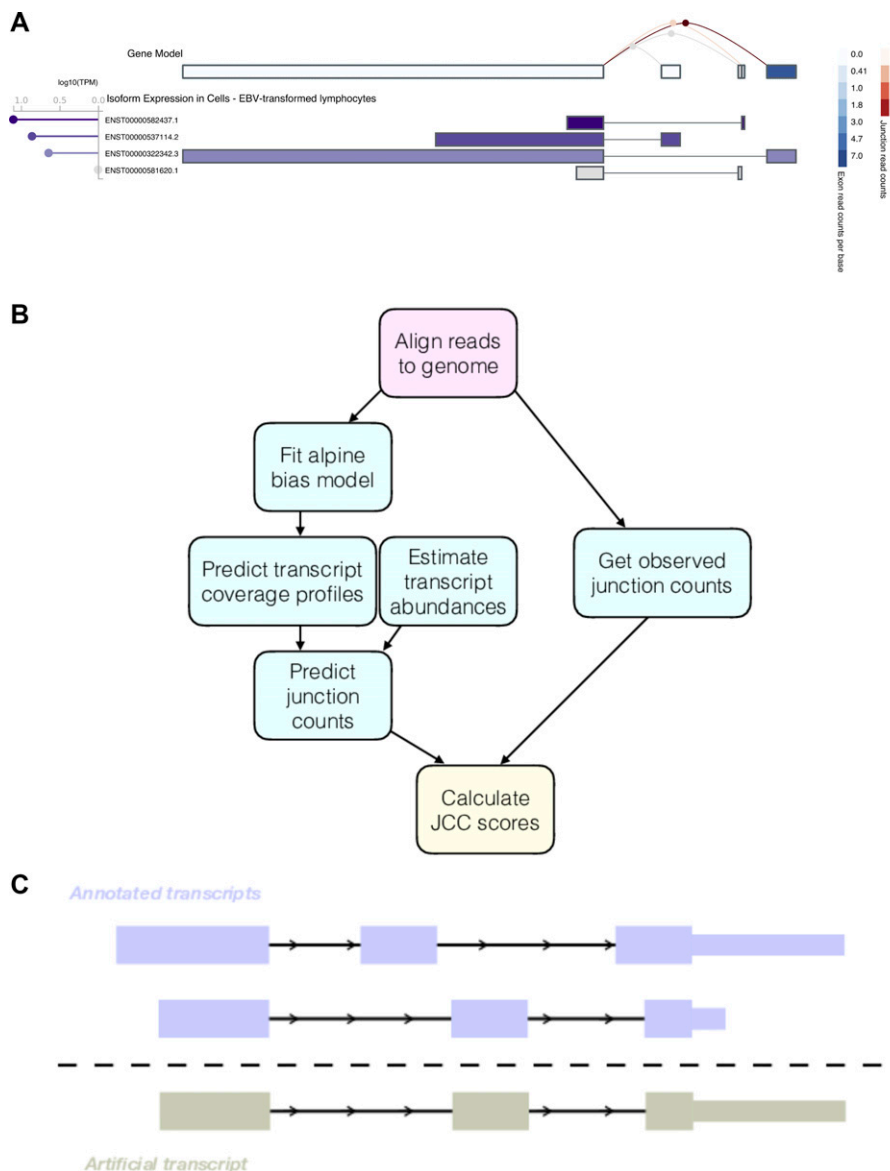 A
Gene Model
log10(TPM)
1.0 0.5 0.0
Isoform Expression in Cells - EBV-transformed lymphocytes
ENST00000582437.1
ENST00000537114.2
ENST00000322342.3
ENST00000581620.1
0.0
0.41
1.0
1.8
3.0
4.7
7.0
Exon read counts per base
Junction read counts
B
Align reads
to genome
Fit alpine
bias model
Predict transcript
coverage profiles
Estimate
transcript
abundances
Get observed
junction counts
Predict
junction
counts
Calculate
JCC scores
C
Annotated transcripts
Artificial transcript